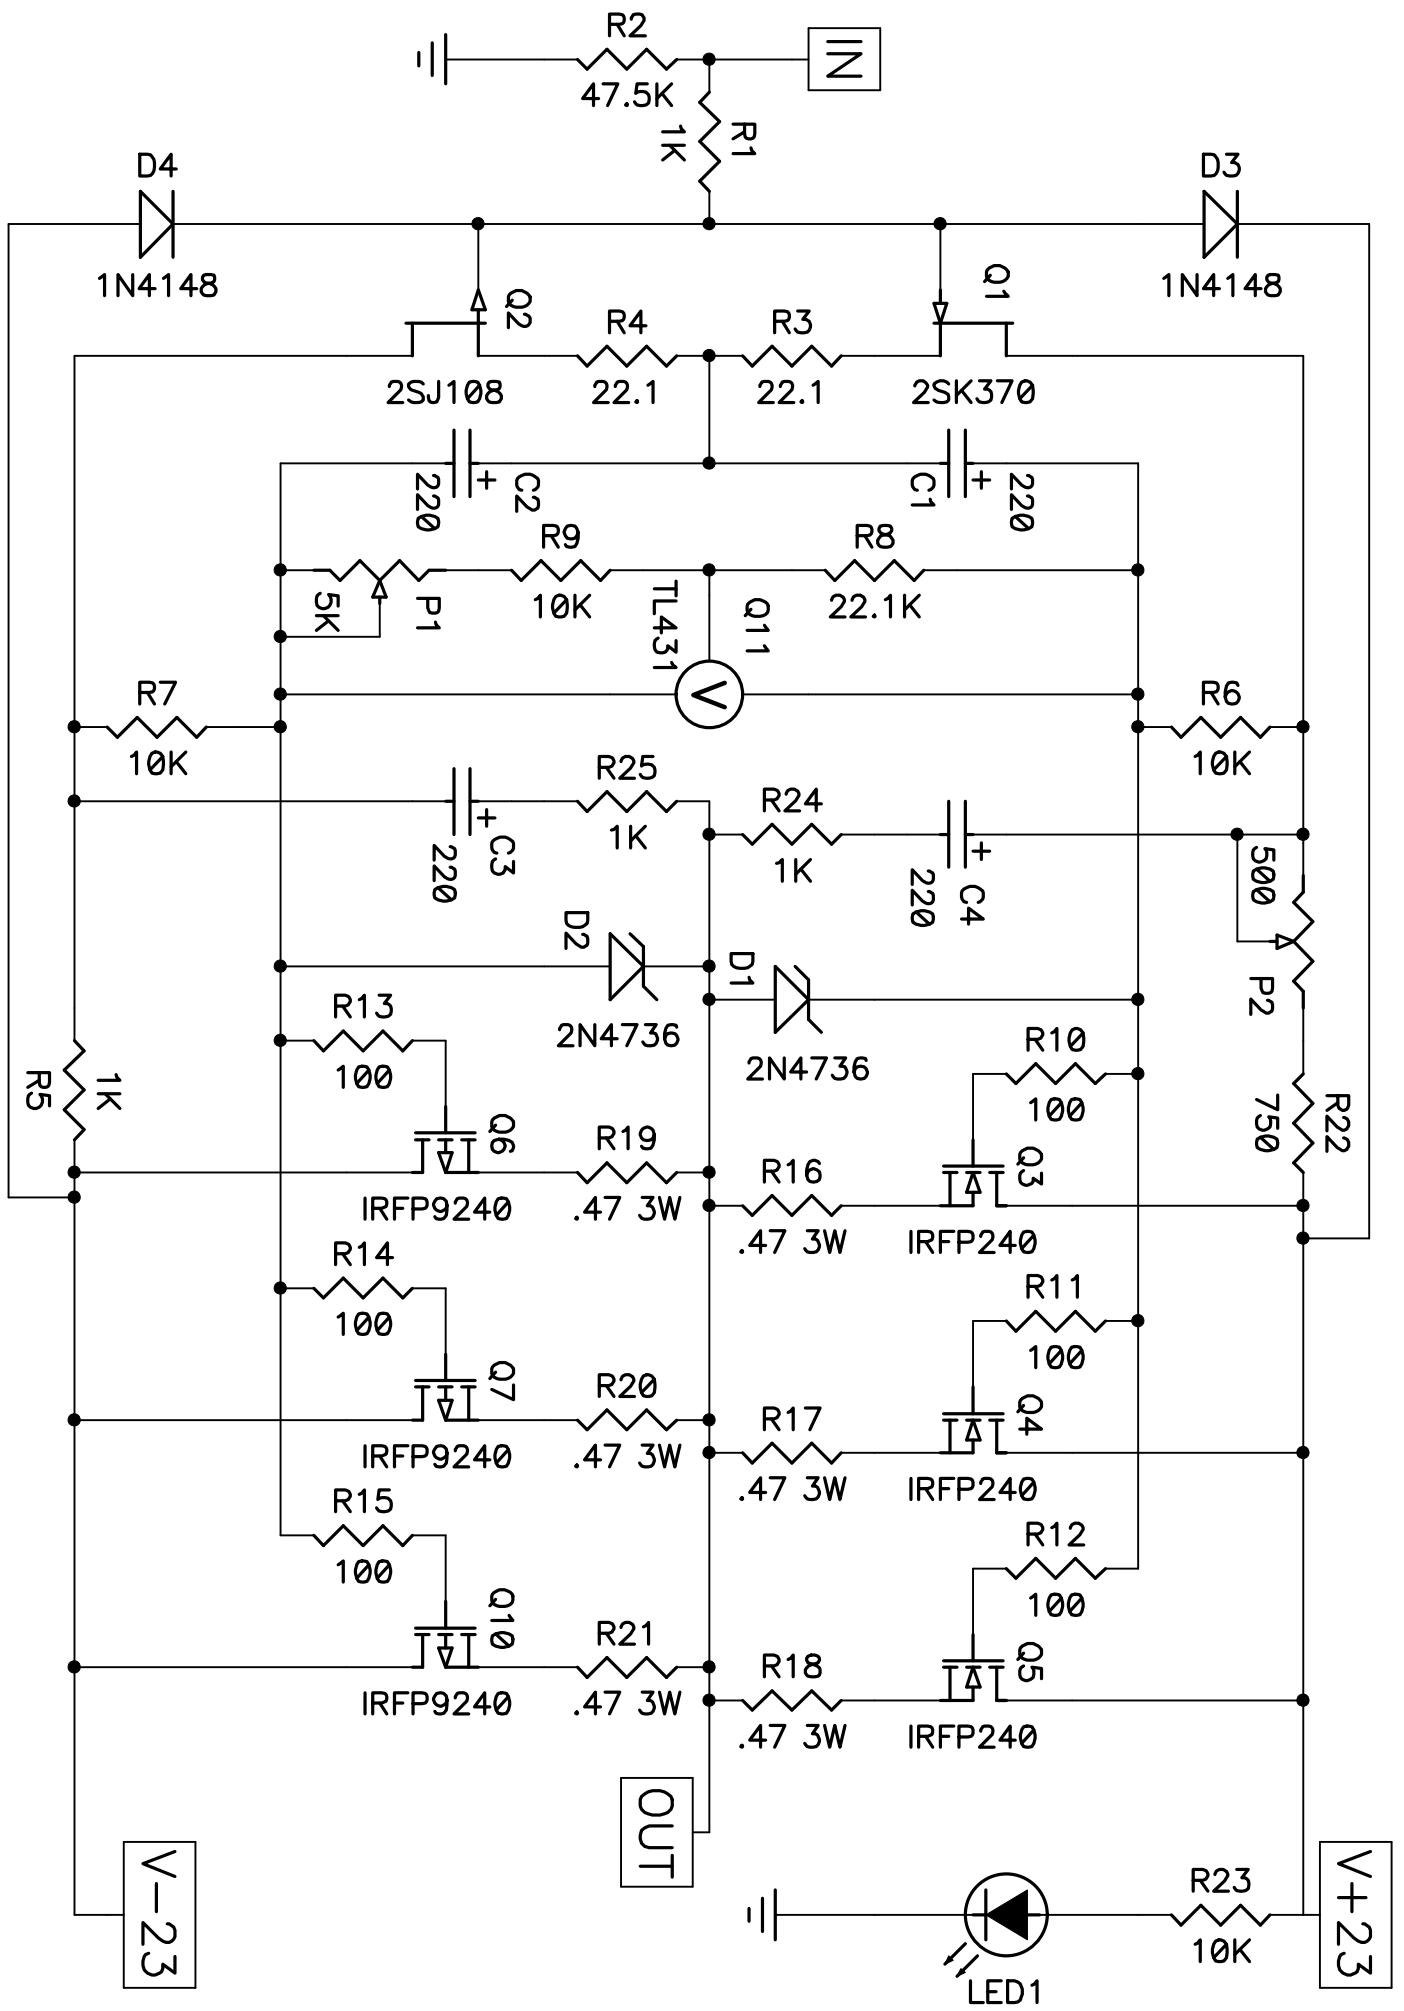 R2
47.5K
IN
R1
1K
D4
1N4148
D3
1N4148
Q2
2SJ108
R4
22.1
R3
22.1
Q1
2SK370
+
C2
220
+
C1
220
R9
10K
R8
22.1K
P1
5K
TL431
Q11
V
R7
10K
R6
10K
R25
1K
R24
1K
+
C3
220
+
C4
220
500
P2
D2
2N4736
D1
2N4736
R13
100
R10
100
1K
R5
R22
750
Q6
IRFP9240
R19
.47 3W
R16
.47 3W
Q3
IRFP240
R14
100
R11
100
Q7
IRFP9240
R20
.47 3W
R17
.47 3W
Q4
IRFP240
R15
100
R12
100
Q10
IRFP9240
R21
.47 3W
R18
.47 3W
Q5
IRFP240
OUT
V-23
V+23
R23
10K
LED1